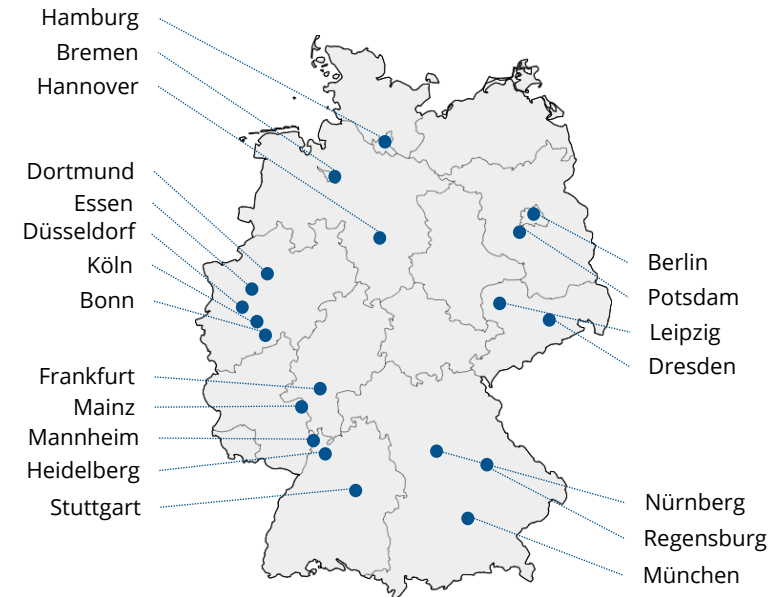 Hamburg
Bremen
Hannover
Dortmund
Essen
Düsseldorf
Köln
Bonn
Frankfurt
Mainz
Mannheim
Heidelberg
Stuttgart
Berlin
Potsdam
Leipzig
Dresden
Nürnberg
Regensburg
München